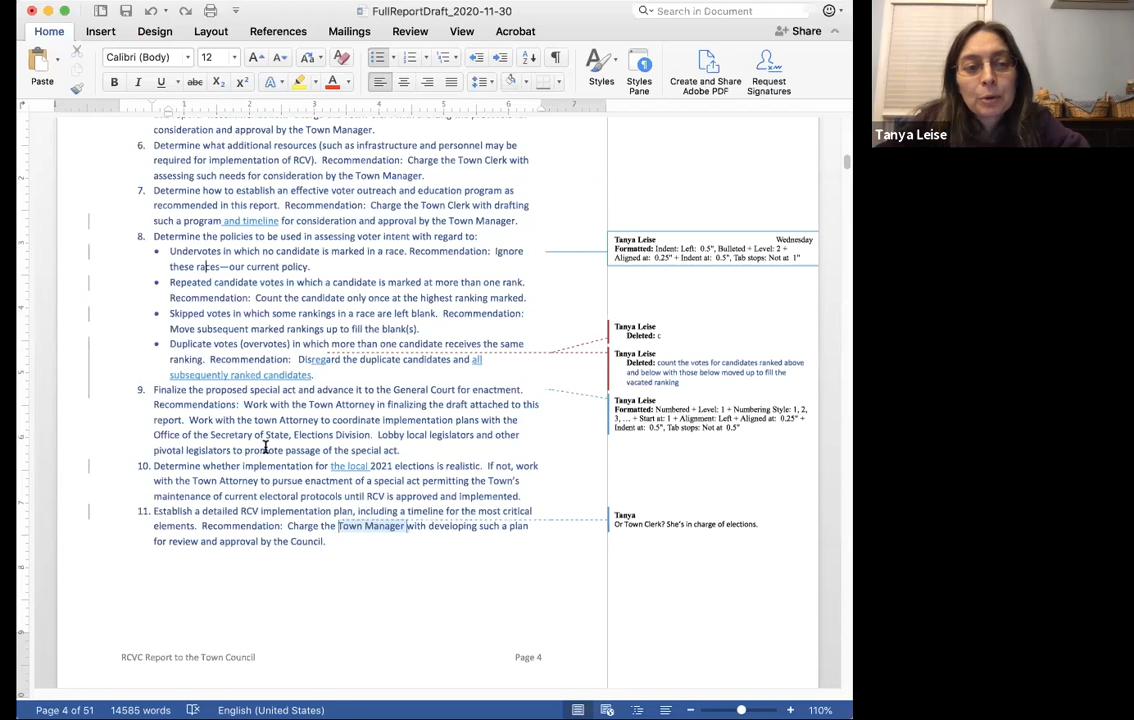 FullReportDraft_2020-11-30
Search in Document
Home Insert Design Layout References Mailings Review View Acrobat
Share
Calibri (Body) 12
Paste
B I U abc X2 X2 A A
Styles Styles Pane Create and Share Adobe PDF Request Signatures
Tanya Leise
1 2 3 4 5 6 7
consideration and approval by the Town Manager.
6. Determine what additional resources (such as infrastructure and personnel may be
required for implementation of RCV). Recommendation: Charge the Town Clerk with
assessing such needs for consideration by the Town Manager.
7. Determine how to establish an effective voter outreach and education program as
recommended in this report. Recommendation: Charge the Town Clerk with drafting
such a program and timeline for consideration and approval by the Town Manager.
8. Determine the policies to be used in assessing voter intent with regard to:
• Undervotes in which no candidate is marked in a race. Recommendation: Ignore
these races—our current policy.
• Repeated candidate votes in which a candidate is marked at more than one rank.
Recommendation: Count the candidate only once at the highest ranking marked.
• Skipped votes in which some rankings in a race are left blank. Recommendation:
Move subsequent marked rankings up to fill the blank(s).
• Duplicate votes (overvotes) in which more than one candidate receives the same
ranking. Recommendation: Disregard the duplicate candidates and all
subsequently ranked candidates.
9. Finalize the proposed special act and advance it to the General Court for enactment.
Recommendations: Work with the Town Attorney in finalizing the draft attached to this
report. Work with the town Attorney to coordinate implementation plans with the
Office of the Secretary of State, Elections Division. Lobby local legislators and other
pivotal legislators to promote passage of the special act.
10. Determine whether implementation for the local 2021 elections is realistic. If not, work
with the Town Attorney to pursue enactment of a special act permitting the Town's
maintenance of current electoral protocols until RCV is approved and implemented.
11. Establish a detailed RCV implementation plan, including a timeline for the most critical
elements. Recommendation: Charge the Town Manager with developing such a plan
for review and approval by the Council.
RCVC Report to the Town Council Page 4
Tanya Leise Wednesday
Formatted: Indent: Left: 0.5", Bulleted + Level: 2 +
Aligned at: 0.25" + Indent at: 0.5", Tab stops: Not at 1"
Tanya Leise
Deleted: c
Tanya Leise
Deleted: count the votes for candidates ranked above
and below with those below moved up to fill the
vacated ranking
Tanya Leise
Formatted: Numbered + Level: 1 + Numbering Style: 1, 2,
3, … + Start at: 1 + Alignment: Left + Aligned at: 0.25" +
Indent at: 0.5", Tab stops: Not at 0.5"
Tanya
Or Town Clerk? She's in charge of elections.
Page 4 of 51 14585 words English (United States) 110%